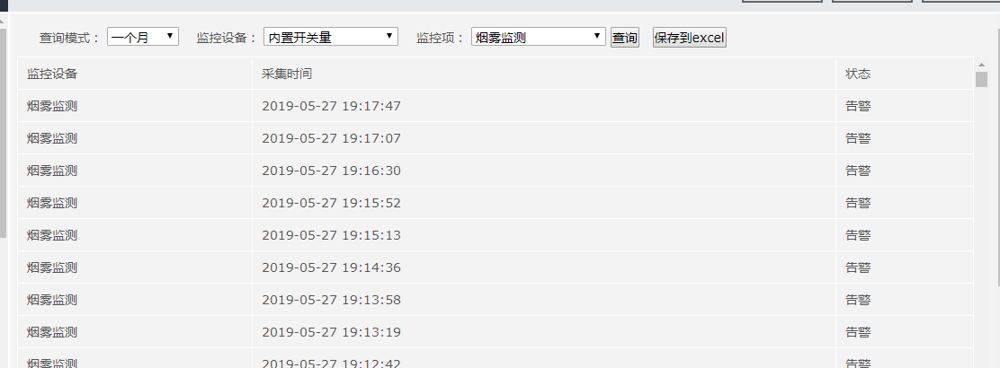 查询模式： 一个月 监控设备： 内置开关量 监控项： 烟雾监测 查询 保存到excel
监控设备 采集时间 状态
烟雾监测 2019-05-27 19:17:47 告警
烟雾监测 2019-05-27 19:17:07 告警
烟雾监测 2019-05-27 19:16:30 告警
烟雾监测 2019-05-27 19:15:52 告警
烟雾监测 2019-05-27 19:15:13 告警
烟雾监测 2019-05-27 19:14:36 告警
烟雾监测 2019-05-27 19:13:58 告警
烟雾监测 2019-05-27 19:13:19 告警
烟雾监测 2019-05-27 19:12:42 告警